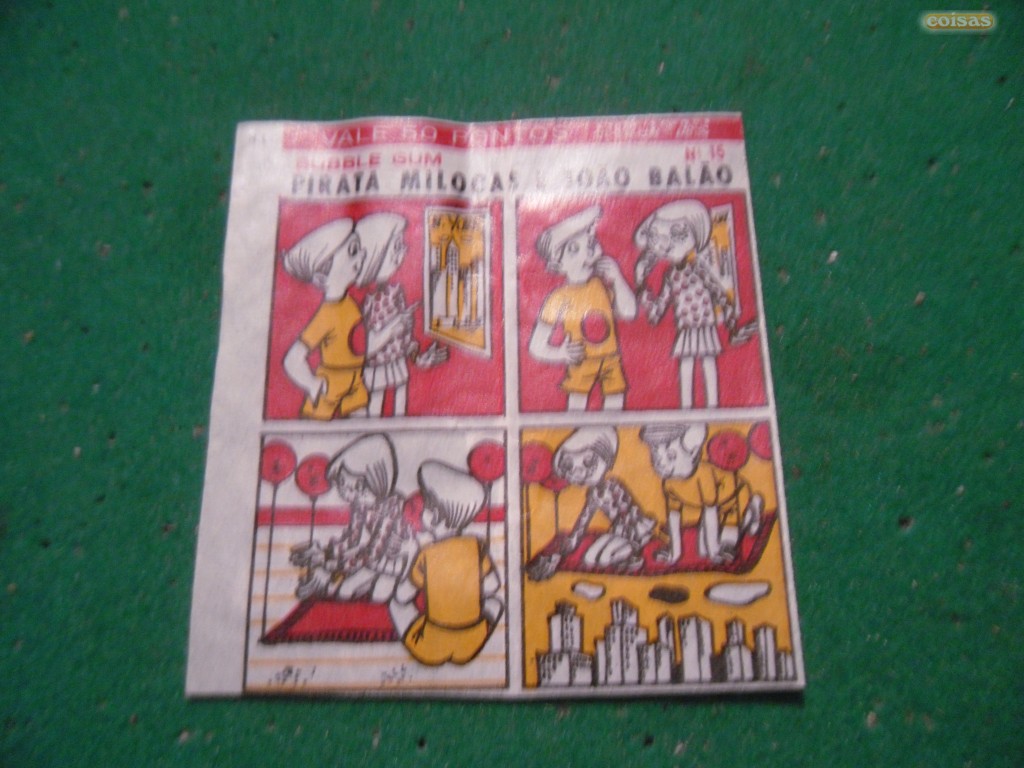 coisas
VALE 50 PONTOS
BUBBLE GUM
Nº 15
PIRATA MILOCAS E JOÃO BALÃO